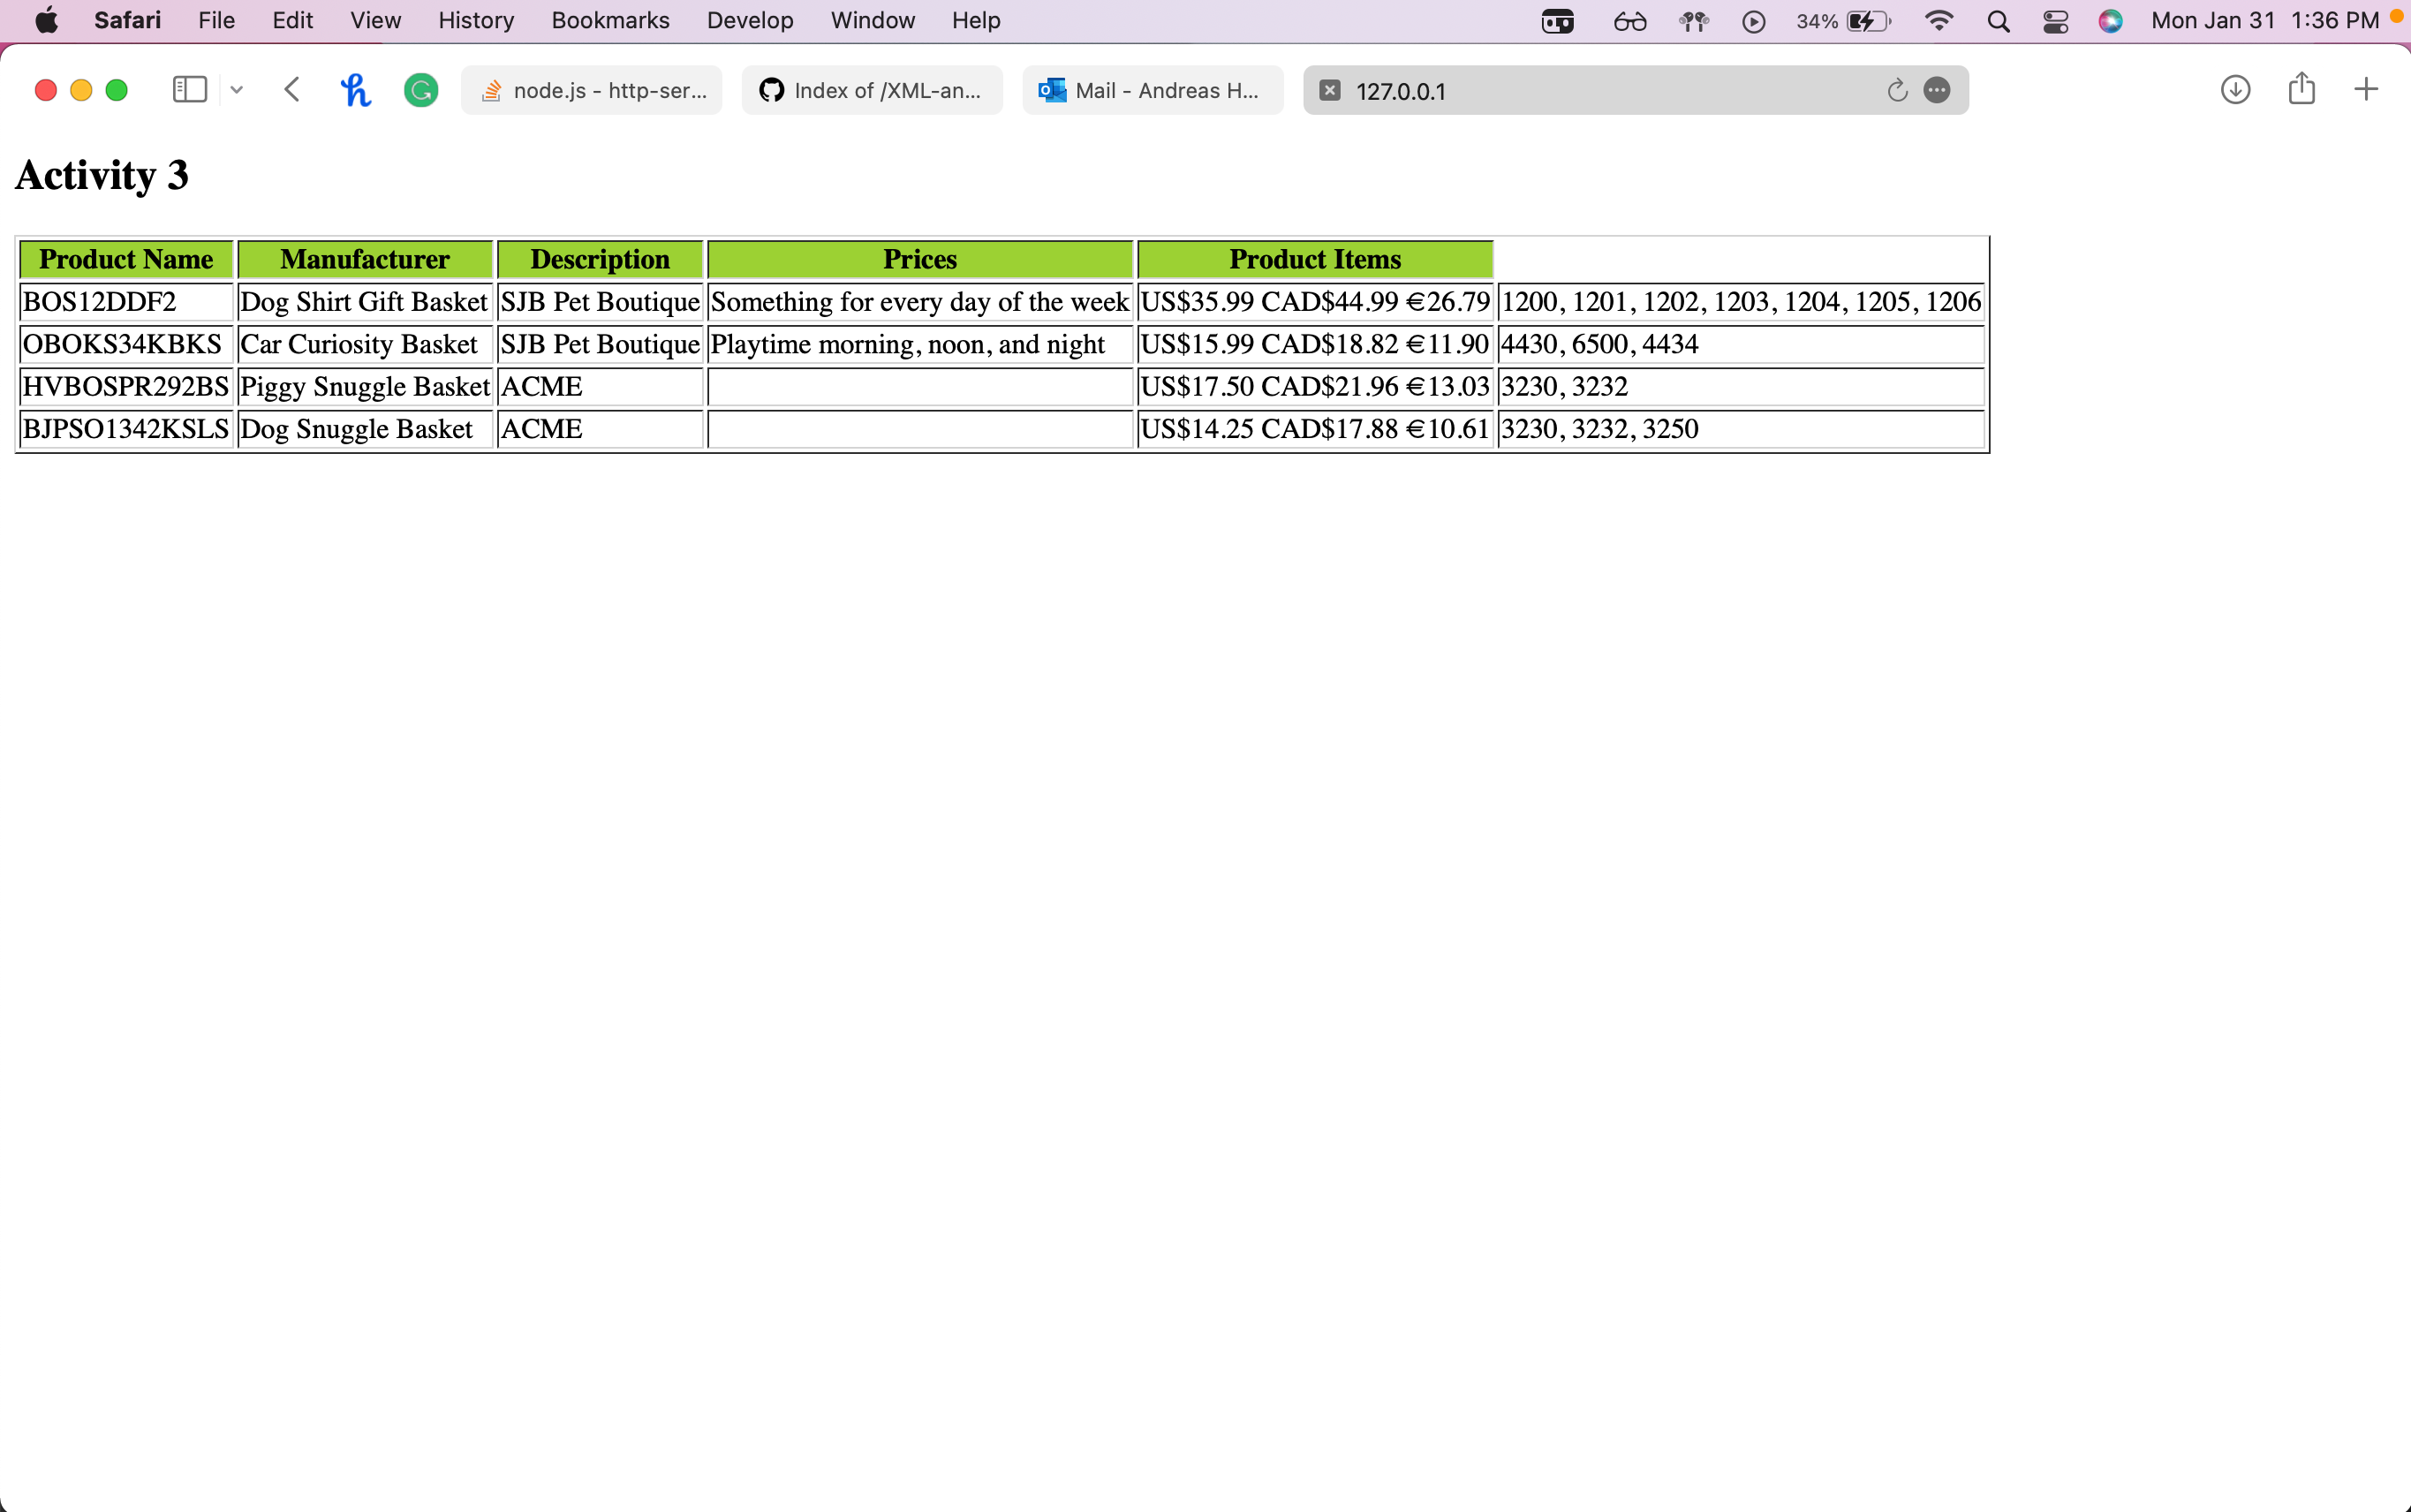 Safari File Edit View History Bookmarks Develop Window Help 34% Mon Jan 31 1:36 PM
node.js - http-ser... Index of /XML-an... Mail - Andreas H... 127.0.0.1
Activity 3
Product Name Manufacturer Description Prices Product Items
BOS12DDF2 Dog Shirt Gift Basket SJB Pet Boutique Something for every day of the week US$35.99 CAD$44.99 €26.79 1200, 1201, 1202, 1203, 1204, 1205, 1206
OBOKS34KBKS Car Curiosity Basket SJB Pet Boutique Playtime morning, noon, and night US$15.99 CAD$18.82 €11.90 4430, 6500, 4434
HVBOSPR292BS Piggy Snuggle Basket ACME US$17.50 CAD$21.96 €13.03 3230, 3232
BJPSO1342KSLS Dog Snuggle Basket ACME US$14.25 CAD$17.88 €10.61 3230, 3232, 3250